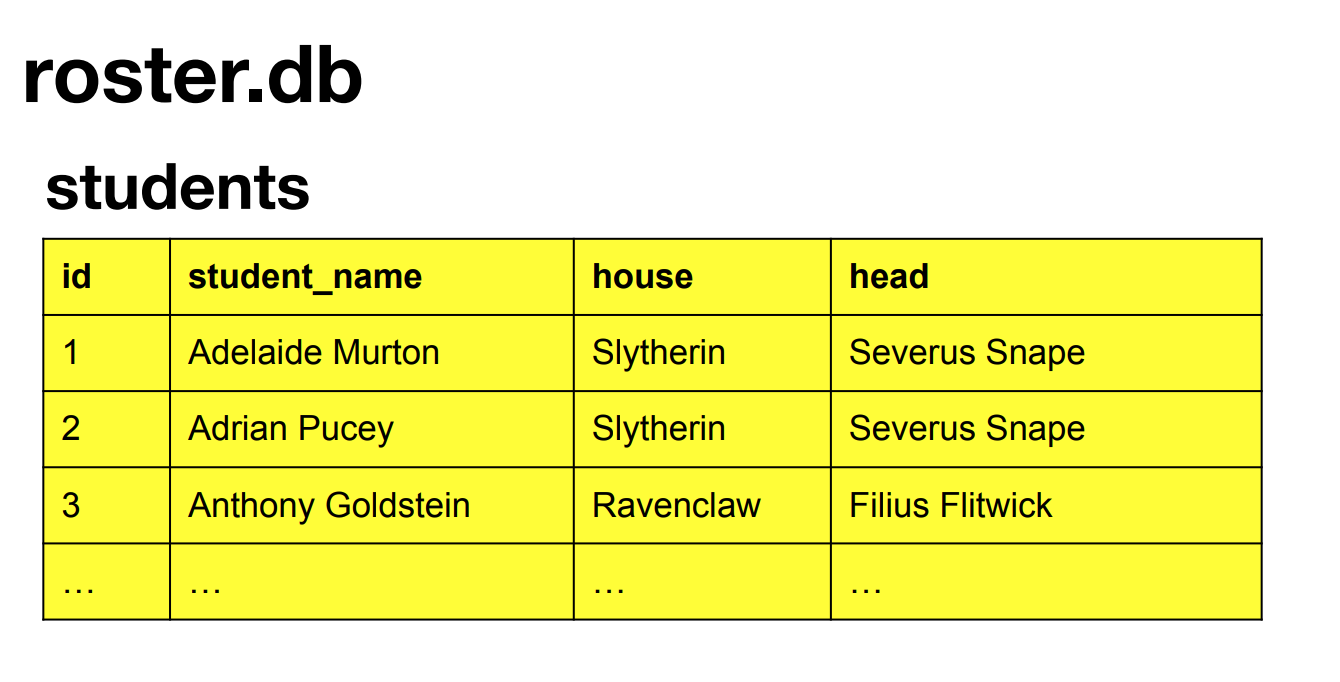 roster.db
students
id student_name house head
1 Adelaide Murton Slytherin Severus Snape
2 Adrian Pucey Slytherin Severus Snape
3 Anthony Goldstein Ravenclaw Filius Flitwick
… … … …